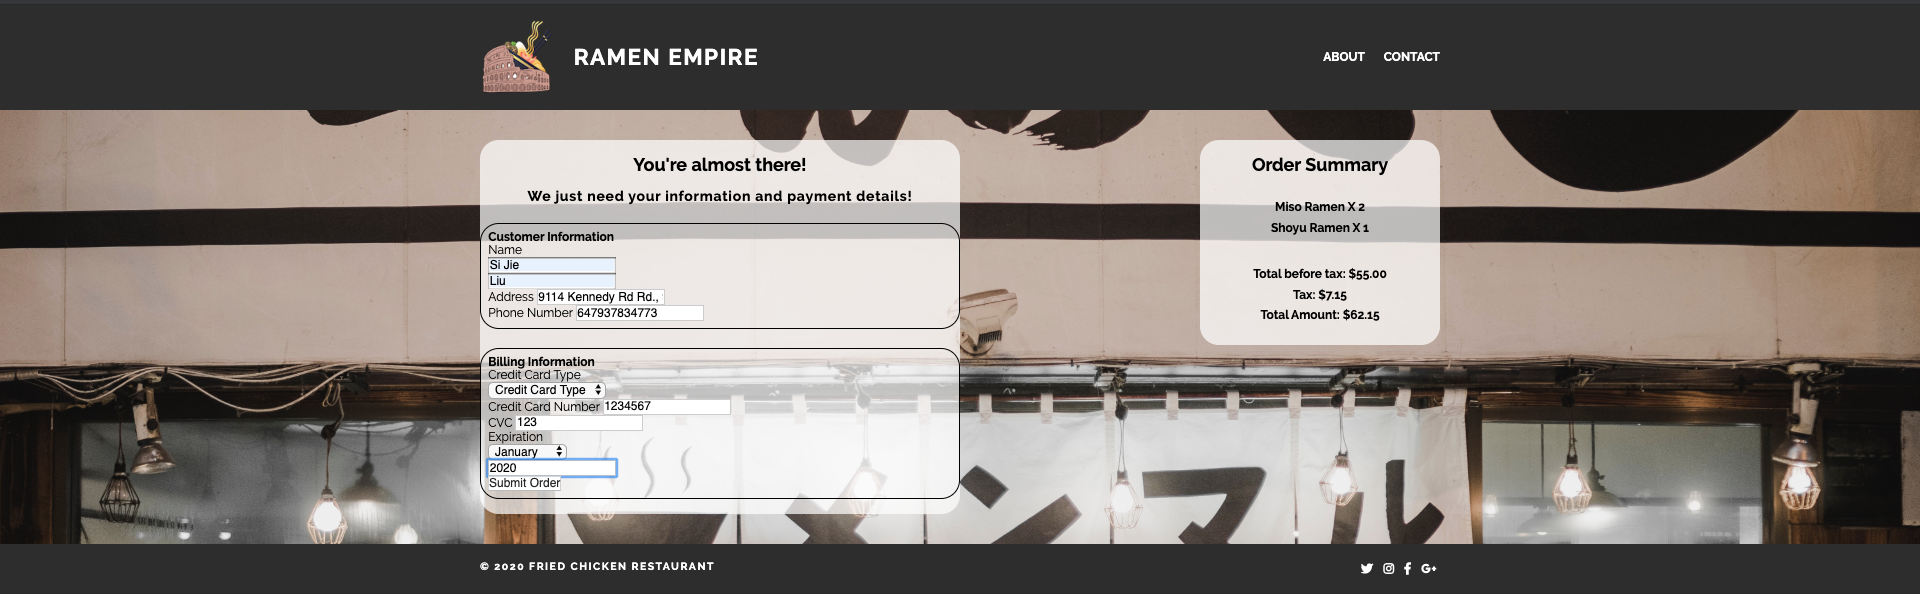 RAMEN EMPIRE
ABOUT CONTACT
You're almost there!
We just need your information and payment details!
Customer Information
Name
Si Jie
Liu
Address 9114 Kennedy Rd Rd.,
Phone Number 647937834773
Billing Information
Credit Card Type
Credit Card Type
Credit Card Number 1234567
CVC 123
Expiration
January
2020
Submit Order
Order Summary
Miso Ramen X 2
Shoyu Ramen X 1
Total before tax: $55.00
Tax: $7.15
Total Amount: $62.15
© 2020 FRIED CHICKEN RESTAURANT
G+